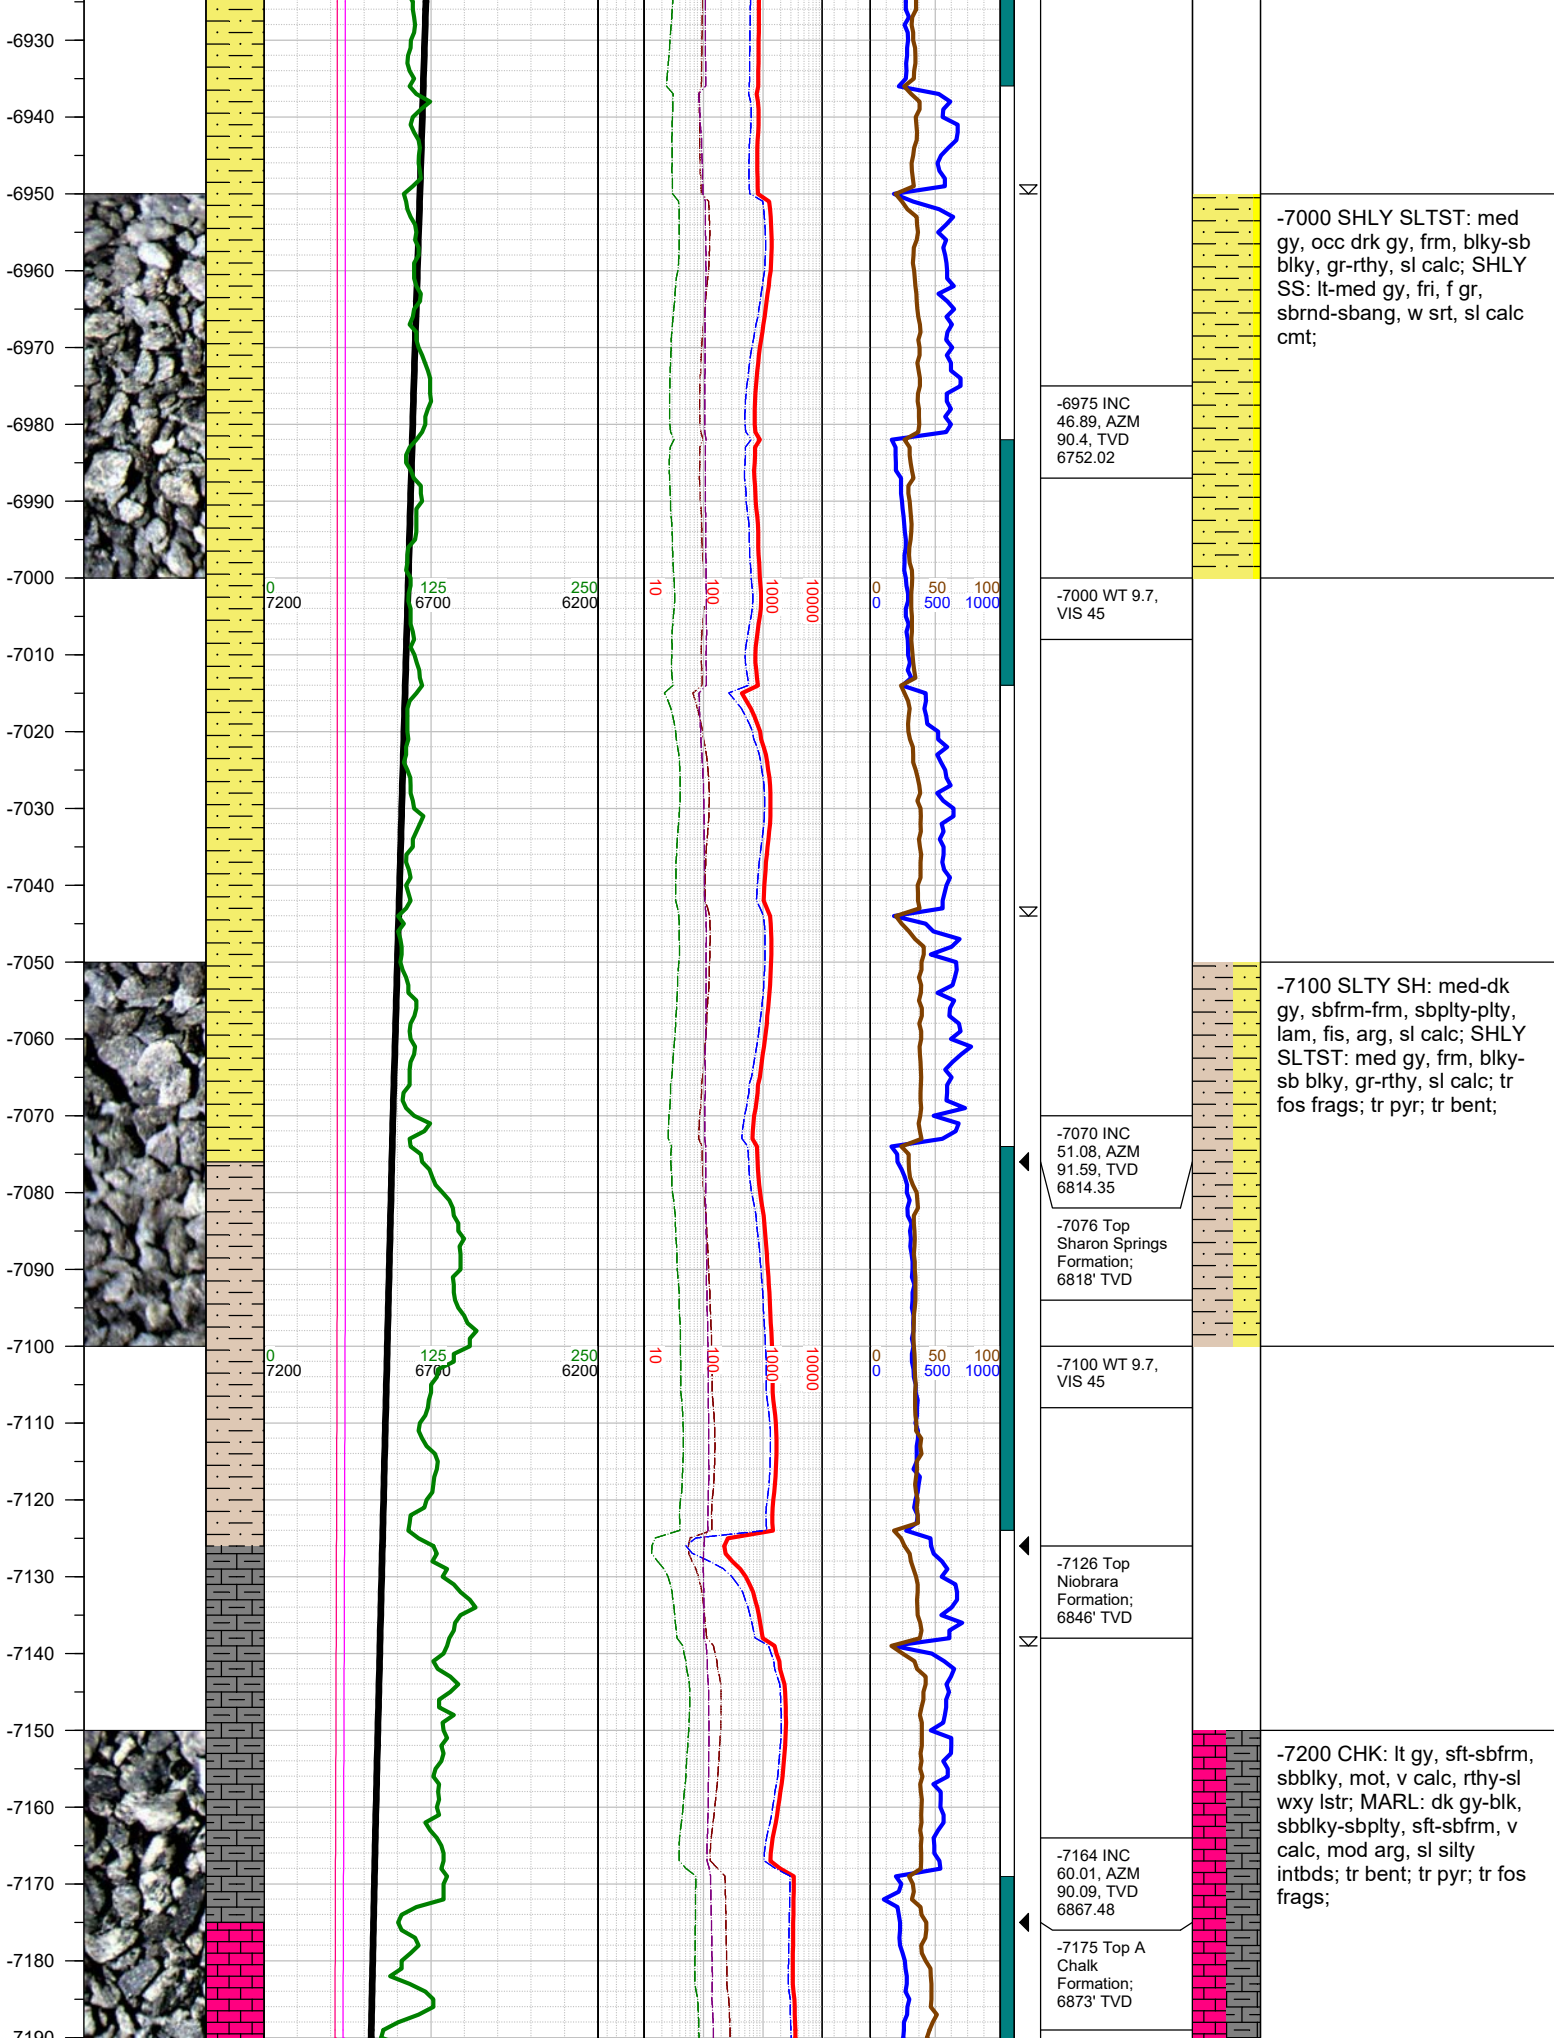 -6930
-6940
-6950
-6960
-6970
-6980
-6990
-7000
-7010
-7020
-7030
-7040
-7050
-7060
-7070
-7080
-7090
-7100
-7110
-7120
-7130
-7140
-7150
-7160
-7170
-7180
-7190
0 125 250
7200 6700 6200
10 100 1000 10000
0 50 100
0 500 1000
0 125 250
7200 6700 6200
10 100 1000 10000
0 50 100
0 500 1000
-6975 INC
46.89, AZM
90.4, TVD
6752.02
-7000 WT 9.7,
VIS 45
-7070 INC
51.08, AZM
91.59, TVD
6814.35
-7076 Top
Sharon Springs
Formation;
6818' TVD
-7100 WT 9.7,
VIS 45
-7126 Top
Niobrara
Formation;
6846' TVD
-7164 INC
60.01, AZM
90.09, TVD
6867.48
-7175 Top A
Chalk
Formation;
6873' TVD
-7000 SHLY SLTST: med
gy, occ drk gy, frm, blky-sb
blky, gr-rthy, sl calc; SHLY
SS: lt-med gy, fri, f gr,
sbrnd-sbang, w srt, sl calc
cmt;
-7100 SLTY SH: med-dk
gy, sbfrm-frm, sbplty-plty,
lam, fis, arg, sl calc; SHLY
SLTST: med gy, frm, blky-
sb blky, gr-rthy, sl calc; tr
fos frags; tr pyr; tr bent;
-7200 CHK: lt gy, sft-sbfrm,
sbblky, mot, v calc, rthy-sl
wxy lstr; MARL: dk gy-blk,
sbblky-sbplty, sft-sbfrm, v
calc, mod arg, sl silty
intbds; tr bent; tr pyr; tr fos
frags;